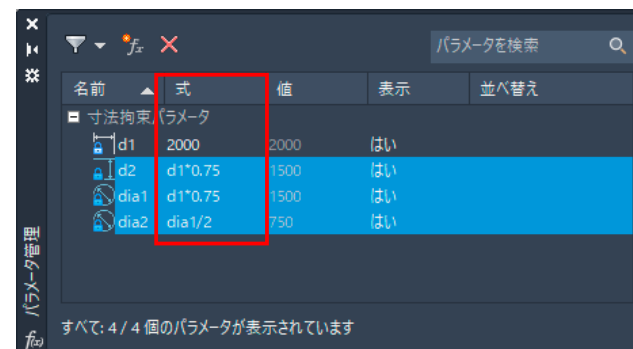 パラメータを検索
名前 式 値 表示 並べ替え
寸法拘束パラメータ
d1 2000 2000 はい
d2 d1*0.75 1500 はい
dia1 d1*0.75 1500 はい
dia2 dia1/2 750 はい
すべて: 4 / 4 個のパラメータが表示されています
パラメータ管理